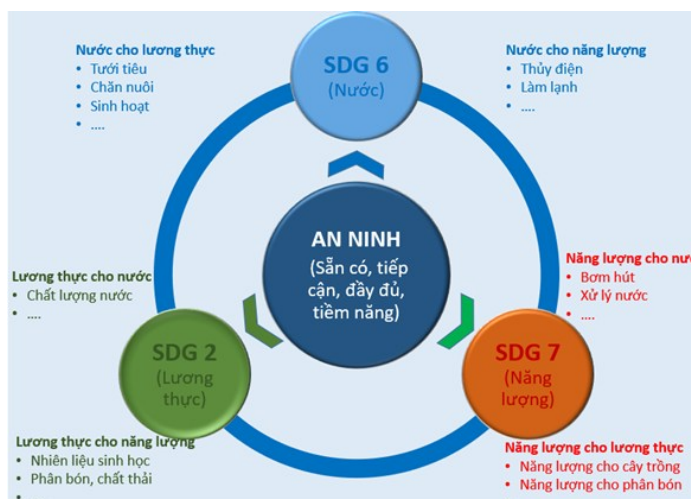 Nước cho lương thực
• Tưới tiêu
• Chăn nuôi
• Sinh hoạt
• ....
SDG 6
(Nước)
Nước cho năng lượng
• Thủy điện
• Làm lạnh
• ....
AN NINH
(Sẵn có, tiếp
cận, đầy đủ,
tiềm năng)
Lương thực cho nước
• Chất lượng nước
• ....
Năng lượng cho nướ
• Bơm hút
• Xử lý nước
• ....
SDG 2
(Lương
thực)
SDG 7
(Năng
lượng)
Lương thực cho năng lượng
• Nhiên liệu sinh học
• Phân bón, chất thải
Năng lượng cho lương thực
• Năng lượng cho cây trồng
• Năng lượng cho phân bón